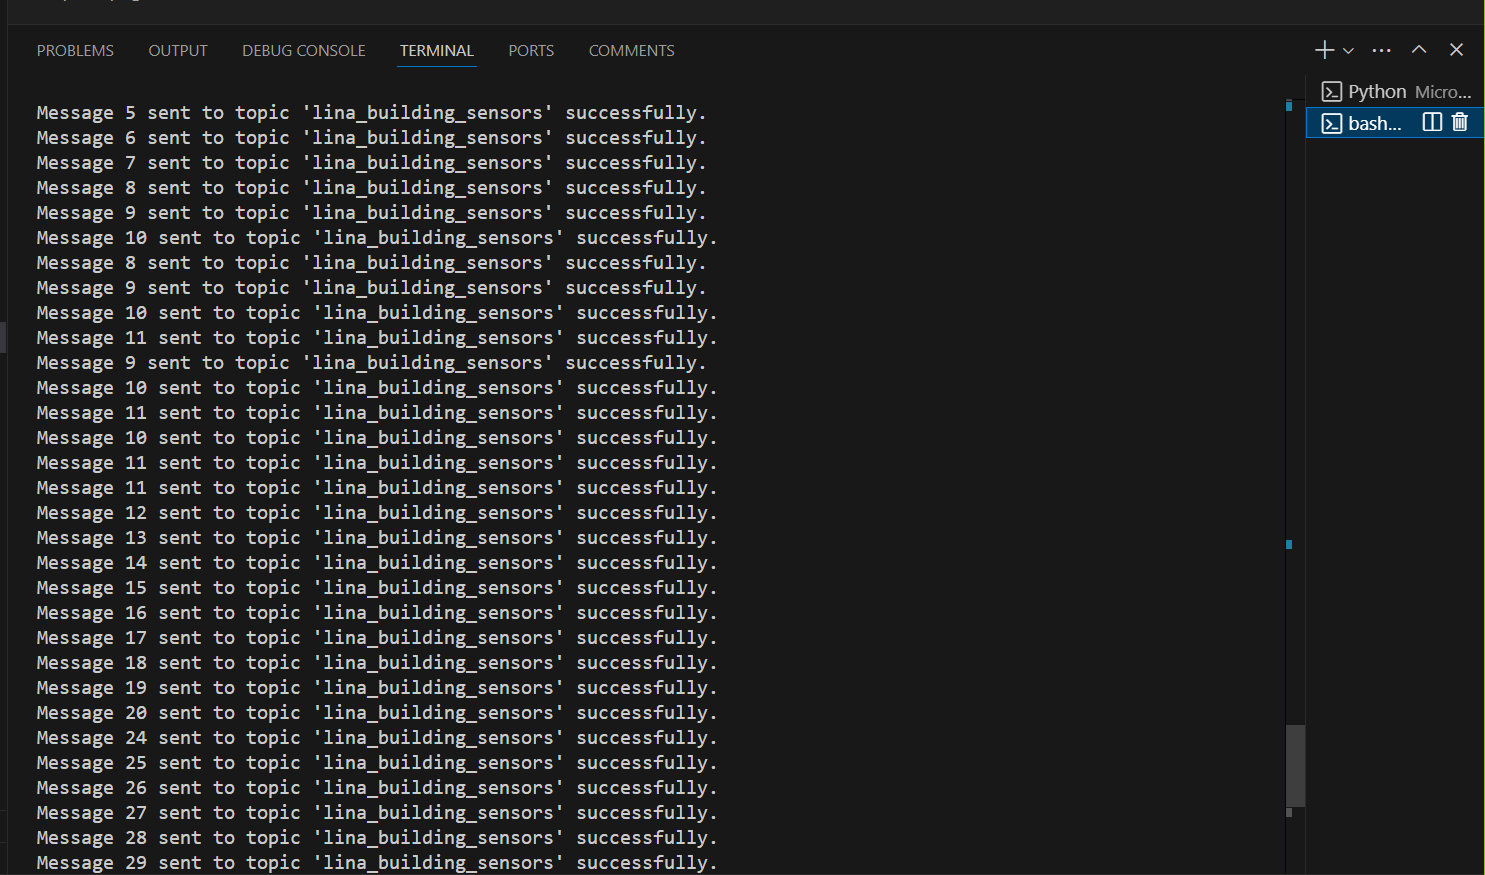 PROBLEMS OUTPUT DEBUG CONSOLE TERMINAL PORTS COMMENTS
Message 5 sent to topic 'lina_building_sensors' successfully.
Message 6 sent to topic 'lina_building_sensors' successfully.
Message 7 sent to topic 'lina_building_sensors' successfully.
Message 8 sent to topic 'lina_building_sensors' successfully.
Message 9 sent to topic 'lina_building_sensors' successfully.
Message 10 sent to topic 'lina_building_sensors' successfully.
Message 8 sent to topic 'lina_building_sensors' successfully.
Message 9 sent to topic 'lina_building_sensors' successfully.
Message 10 sent to topic 'lina_building_sensors' successfully.
Message 11 sent to topic 'lina_building_sensors' successfully.
Message 9 sent to topic 'lina_building_sensors' successfully.
Message 10 sent to topic 'lina_building_sensors' successfully.
Message 11 sent to topic 'lina_building_sensors' successfully.
Message 10 sent to topic 'lina_building_sensors' successfully.
Message 11 sent to topic 'lina_building_sensors' successfully.
Message 11 sent to topic 'lina_building_sensors' successfully.
Message 12 sent to topic 'lina_building_sensors' successfully.
Message 13 sent to topic 'lina_building_sensors' successfully.
Message 14 sent to topic 'lina_building_sensors' successfully.
Message 15 sent to topic 'lina_building_sensors' successfully.
Message 16 sent to topic 'lina_building_sensors' successfully.
Message 17 sent to topic 'lina_building_sensors' successfully.
Message 18 sent to topic 'lina_building_sensors' successfully.
Message 19 sent to topic 'lina_building_sensors' successfully.
Message 20 sent to topic 'lina_building_sensors' successfully.
Message 24 sent to topic 'lina_building_sensors' successfully.
Message 25 sent to topic 'lina_building_sensors' successfully.
Message 26 sent to topic 'lina_building_sensors' successfully.
Message 27 sent to topic 'lina_building_sensors' successfully.
Message 28 sent to topic 'lina_building_sensors' successfully.
Message 29 sent to topic 'lina_building_sensors' successfully.
Python Micro...
bash...